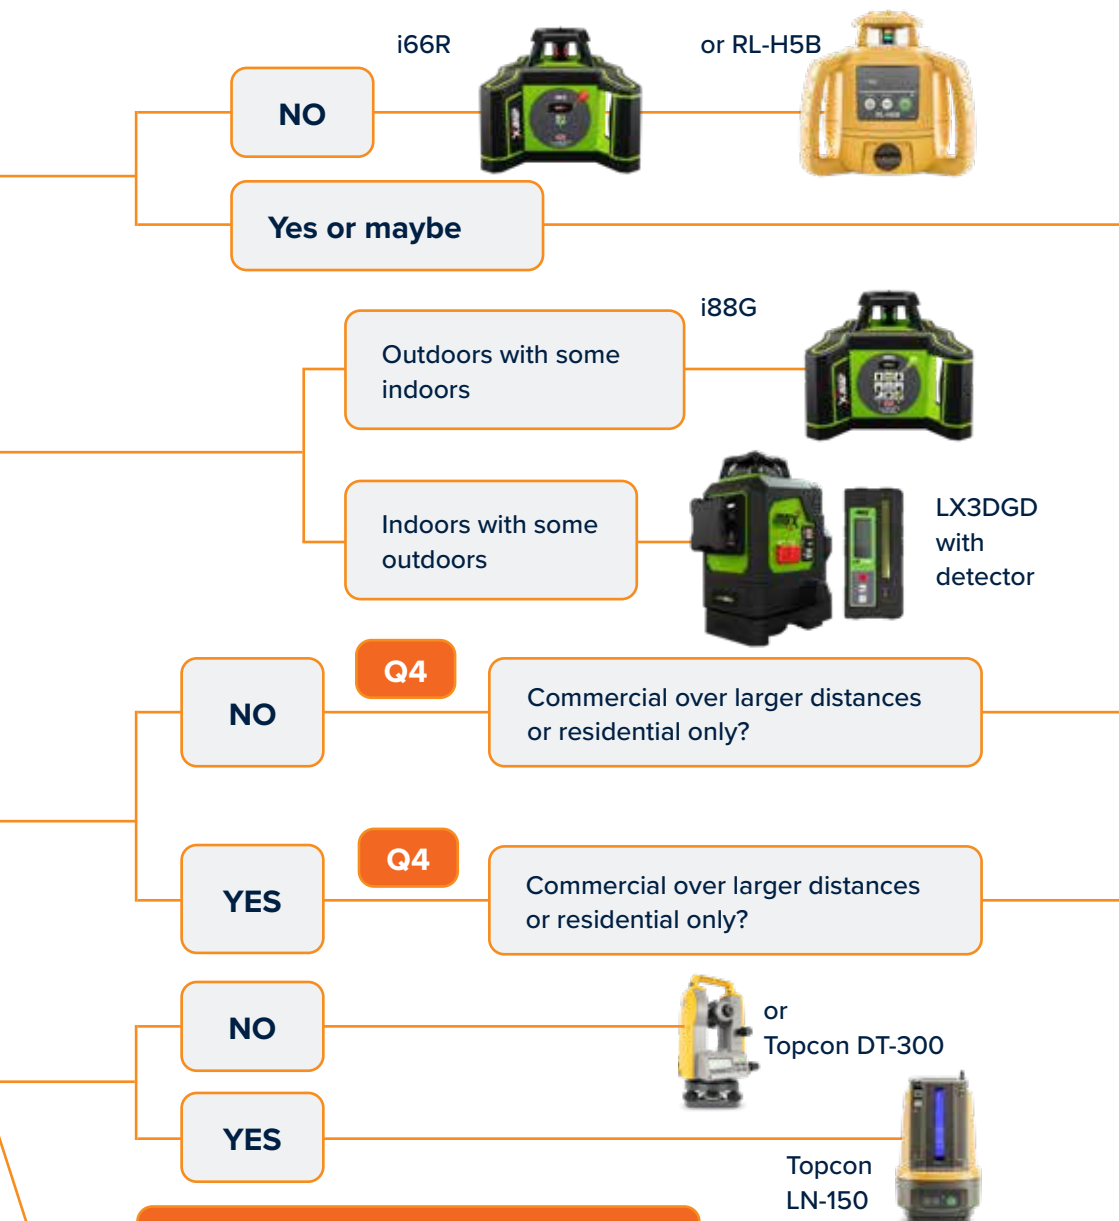 i66R
or RL-H5B
NO
Yes or maybe
i88G
Outdoors with some
indoors
Indoors with some
outdoors
LX3DGD
with
detector
Q4
NO
Commercial over larger distances
or residential only?
Q4
YES
Commercial over larger distances
or residential only?
NO
or
Topcon DT-300
YES
Topcon
LN-150